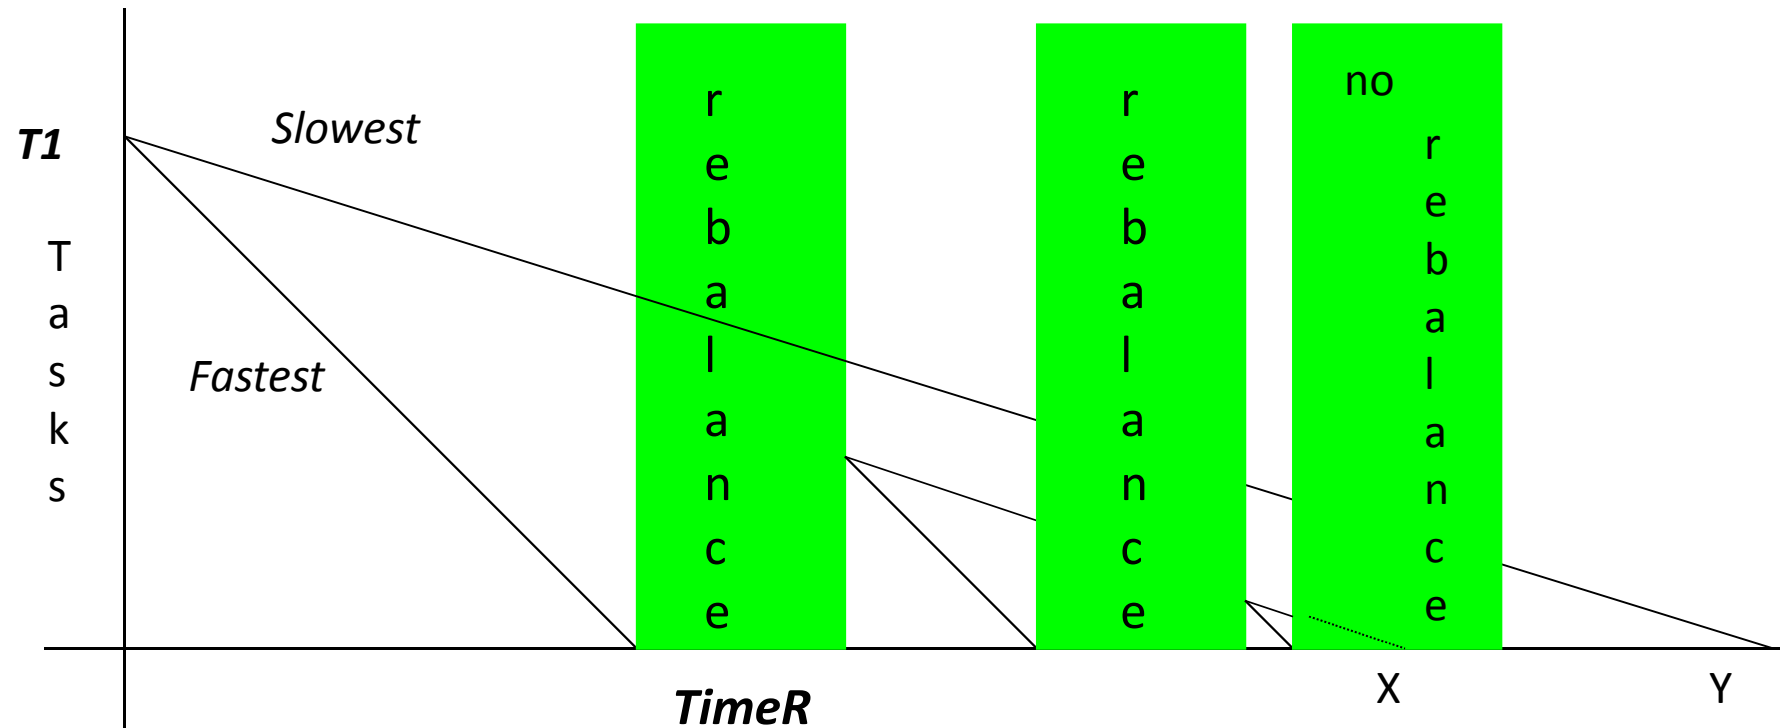 T1
Tasks
Slowest
Fastest
rebalance
rebalance
no
rebalance
TimeR
X
Y